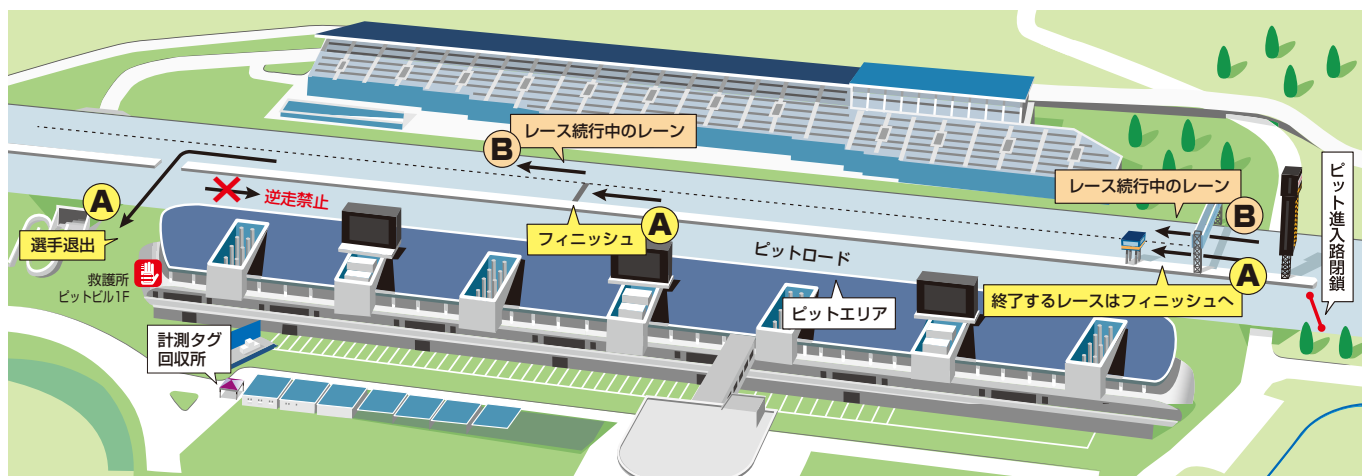 レース続行中のレーン
B
逆走禁止
A
選手退出
フィニッシュ
A
レース続行中のレーン
B
ピット進入路閉鎖
ピットロード
A
終了するレースはフィニッシュへ
救護所
ピットビル1F
ピットエリア
計測タグ
回収所